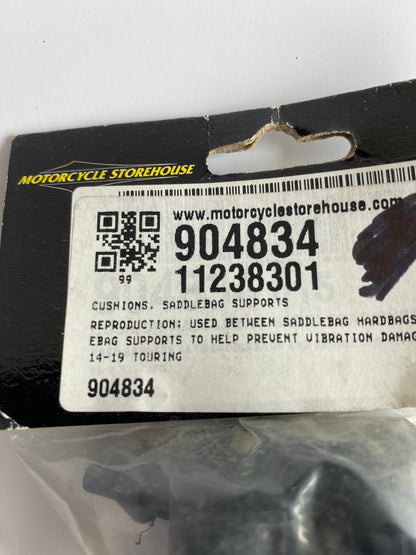 MOTORCYCLE STOREHOUSE
www.motorcyclestorehouse.com
904834
11238301
99
CUSHIONS, SADDLEBAG SUPPORTS
REPRODUCTION; USED BETWEEN SADDLEBAG HARDBAGS
EBAG SUPPORTS TO HELP PREVENT VIBRATION DAMAG
14-19 TOURING
904834